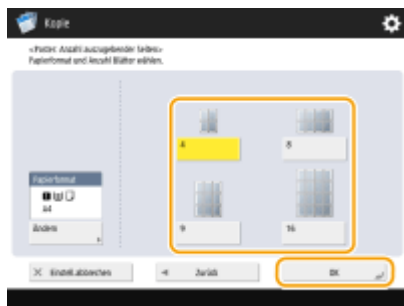 Kopie
<Poster: Anzahl auszugebender Seiten>
Papierformat und Anzahl Blätter wählen.
4
8
Papierformat
A4
Ändern
9
16
Einstell. abbrechen
Zurück
OK